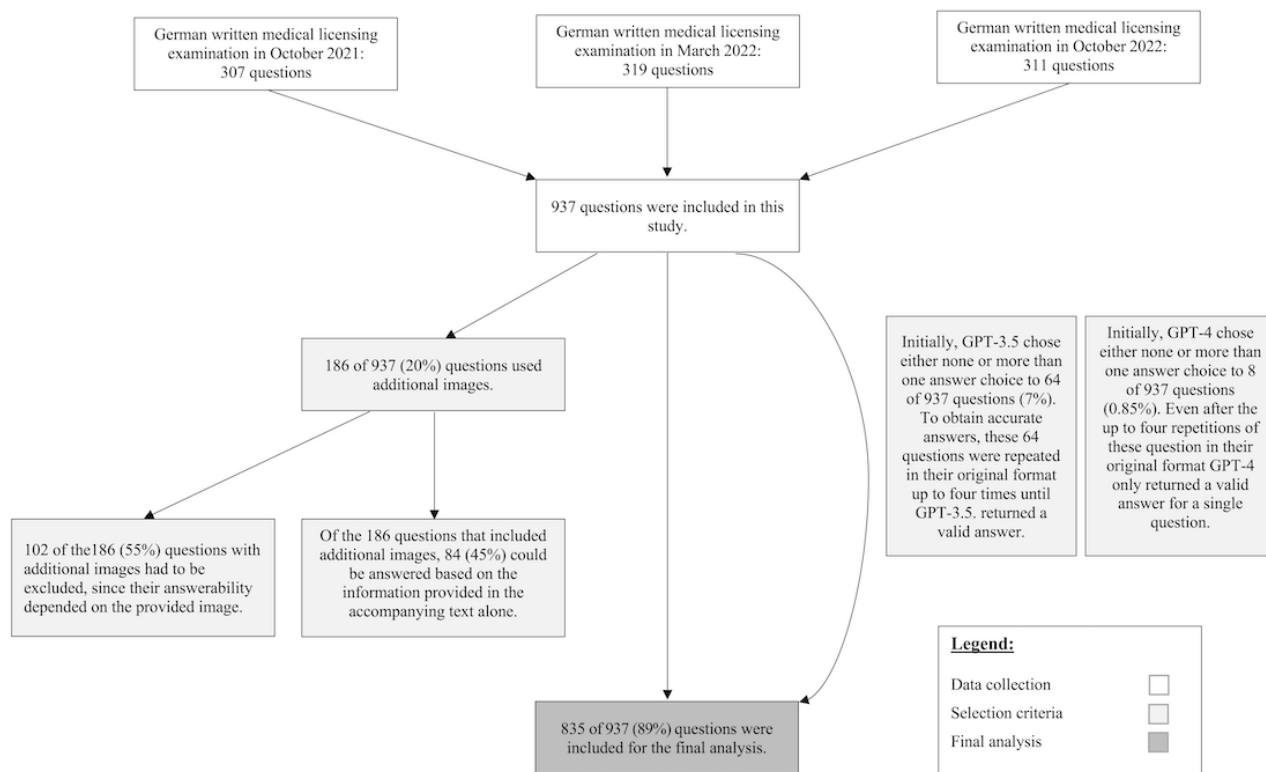 German written medical licensing
examination in October 2021:
307 questions
German written medical licensing
examination in March 2022:
319 questions
German written medical licensing
examination in October 2022:
311 questions
937 questions were included in this
study.
186 of 937 (20%) questions used
additional images.
Initially, GPT-3.5 chose
either none or more than
one answer choice to 64
of 937 questions (7%).
To obtain accurate
answers, these 64
questions were repeated
in their original format
up to four times until
GPT-3.5. returned a
valid answer.
Initially, GPT-4 chose
either none or more than
one answer choice to 8
of 937 questions
(0.85%). Even after the
up to four repetitions of
these question in their
original format GPT-4
only returned a valid
answer for a single
question.
102 of the186 (55%) questions with
additional images had to be
excluded, since their answerability
depended on the provided image.
Of the 186 questions that included
additional images, 84 (45%) could
be answered based on the
information provided in the
accompanying text alone.
835 of 937 (89%) questions were
included for the final analysis.
Legend:
Data collection
Selection criteria
Final analysis